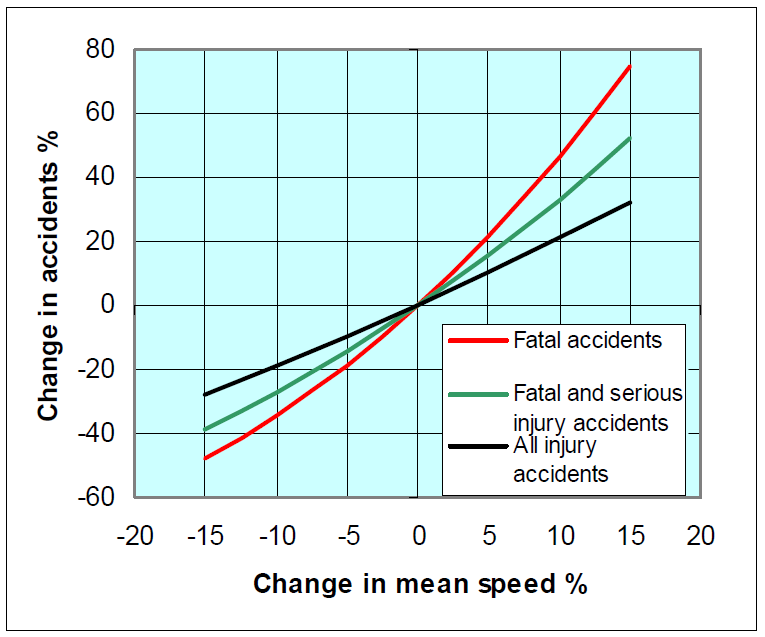 80
60
40
20
0
-20
-40
-60
-20 -15 -10 -5 0 5 10 15 20
Change in accidents %
Change in mean speed %
Fatal accidents
Fatal and serious
injury accidents
All injury
accidents